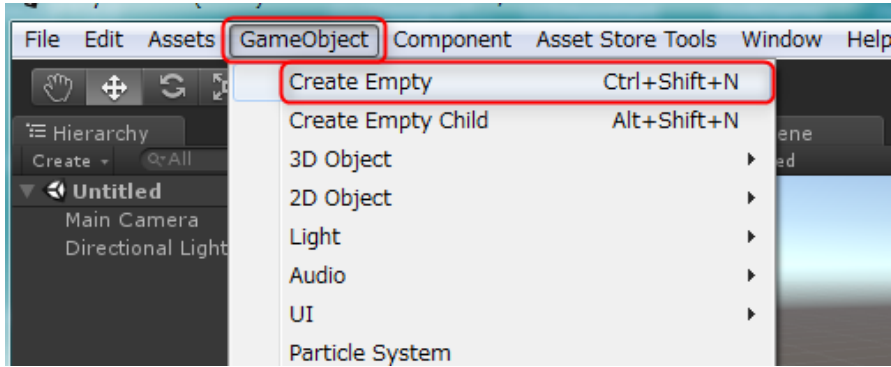 File Edit Assets GameObject Component Asset Store Tools Window Help
Create Empty Ctrl+Shift+N
Create Empty Child Alt+Shift+N
3D Object
2D Object
Light
Audio
UI
Particle System
Hierarchy
Create All
Untitled
Main Camera
Directional Light